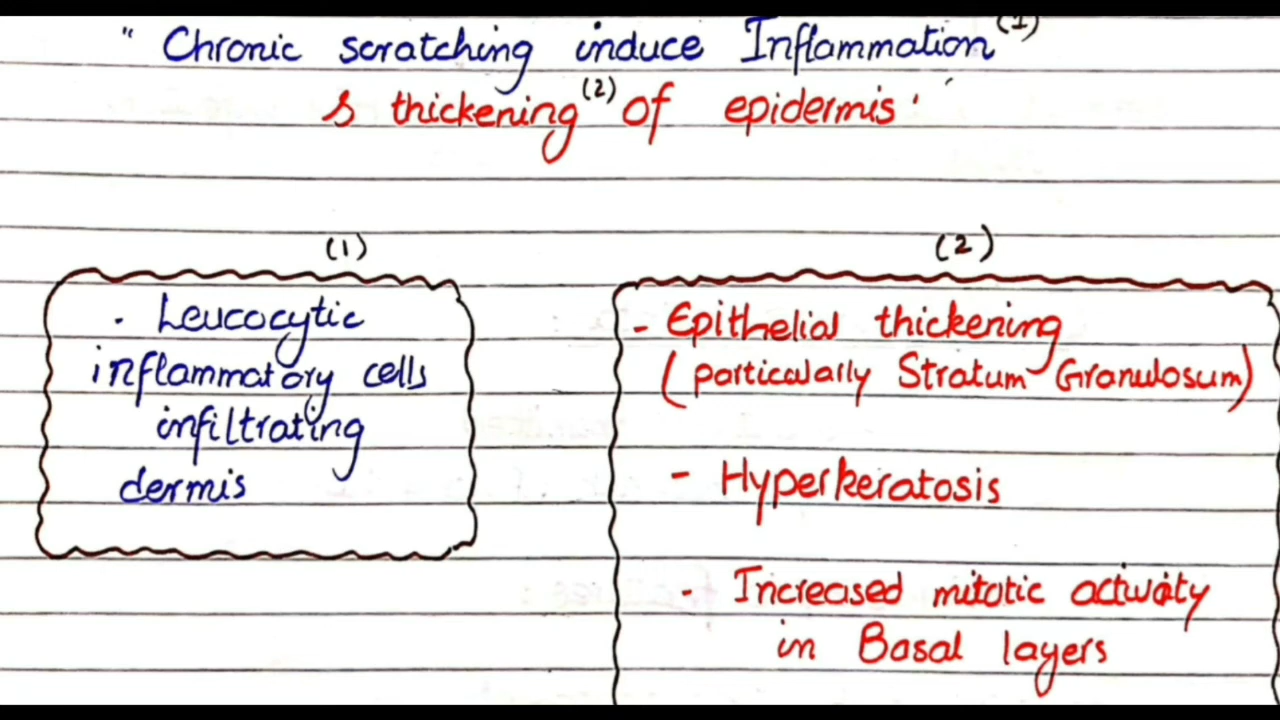 " Chronic scratching induce Inflammation (1)
& thickening (2) of epidermis "
(1)
(2)
. Leucocytic
inflammatory cells
infiltrating
dermis
- Epithelial thickening
(particularly Stratum Granulosum)
- Hyperkeratosis
- Increased mitotic activity
in Basal layers